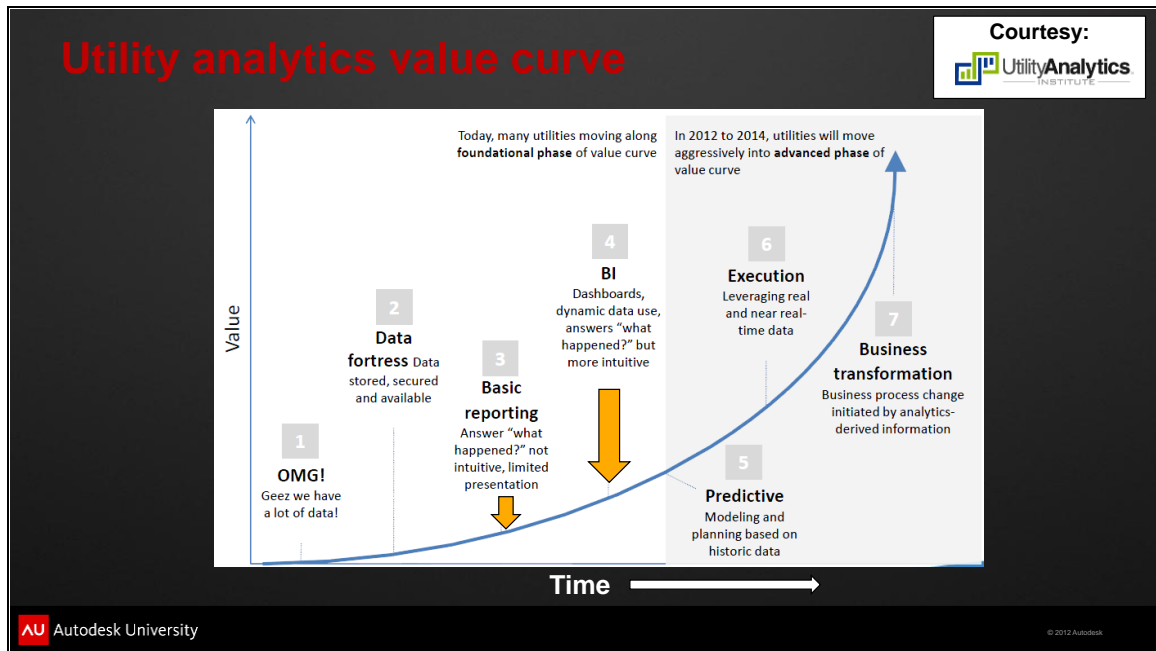 Utility analytics value curve
Courtesy:
UtilityAnalytics
INSTITUTE
Today, many utilities moving along
foundational phase of value curve
In 2012 to 2014, utilities will move
aggressively into advanced phase of
value curve
Value
1
OMG!
Geez we have
a lot of data!
2
Data
fortress Data
stored, secured
and available
3
Basic
reporting
Answer “what
happened?” not
intuitive, limited
presentation
4
BI
Dashboards,
dynamic data use,
answers “what
happened?” but
more intuitive
5
Predictive
Modeling and
planning based on
historic data
6
Execution
Leveraging real
and near real-
time data
7
Business
transformation
Business process change
initiated by analytics-
derived information
Time
AU Autodesk University
© 2012 Autodesk